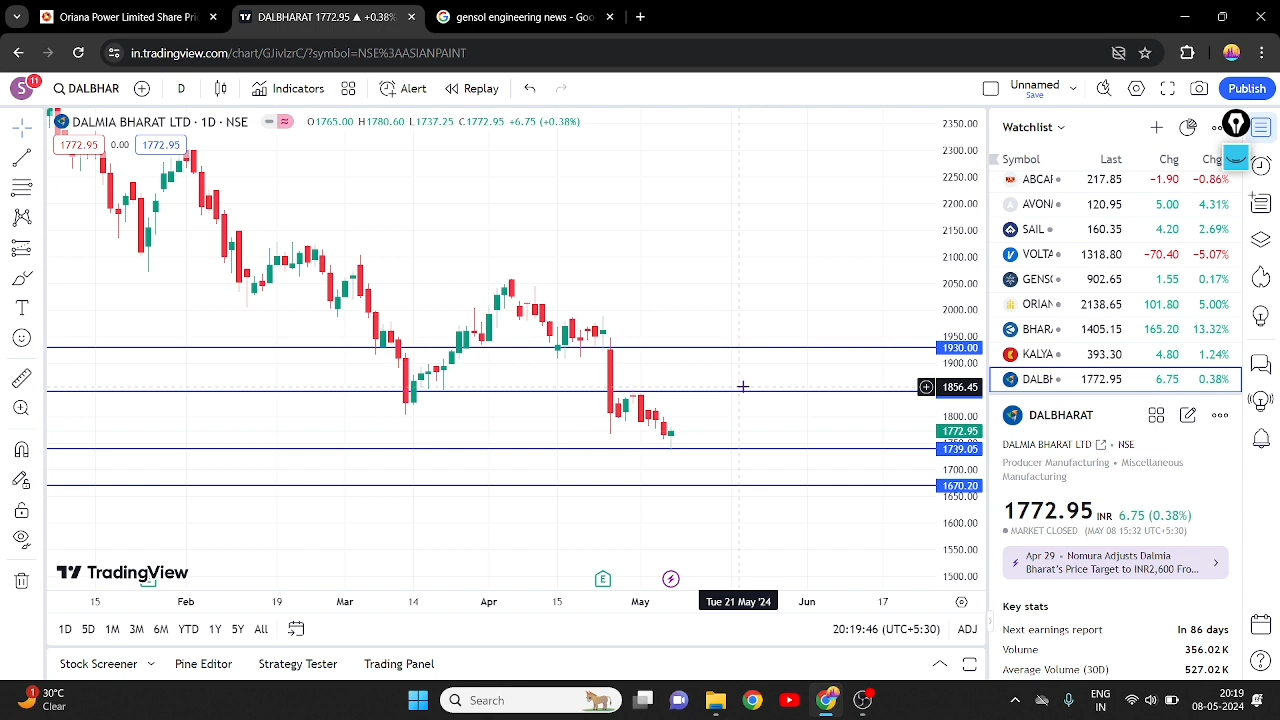 Oriana Power Limited Share Pri
DALBHARAT 1772.95 ▲ +0.38%
gensol engineering news - Goo
in.tradingview.com/chart/GJivIzrC/?symbol=NSE%3AASIANPAINT
S 11
DALBHAR
D
Indicators
Alert
Replay
Unnamed
Save
Publish
DALMIA BHARAT LTD · 1D · NSE
O1765.00 H1780.60 L1737.25 C1772.95 +6.75 (+0.38%)
1772.95 0.00 1772.95
2350.00
2300.00
2250.00
2200.00
2150.00
2100.00
2050.00
2000.00
1950.00
1930.00
1900.00
1856.45
1800.00
1772.95
1739.05
1700.00
1670.20
1650.00
1600.00
1550.00
1500.00
TradingView
E
15 Feb 19 Mar 14 Apr 15 May Tue 21 May '24 Jun 17
1D 5D 1M 3M 6M YTD 1Y 5Y All
20:19:46 (UTC+5:30) ADJ
Stock Screener Pine Editor Strategy Tester Trading Panel
Watchlist
Symbol Last Chg Chg
ABCAF 217.85 −1.90 −0.86%
AVON 120.95 5.00 4.31%
SAIL 160.35 4.20 2.69%
VOLTA 1318.80 −70.40 −5.07%
GENS 902.65 1.55 0.17%
ORIAN 2138.65 101.80 5.00%
BHAR 1405.15 165.20 13.32%
KALYA 393.30 4.80 1.24%
DALBH 1772.95 6.75 0.38%
DALBHARAT
DALMIA BHARAT LTD • NSE
Producer Manufacturing • Miscellaneous
Manufacturing
1772.95 INR 6.75 (0.38%)
MARKET CLOSED (MAY 08 15:32 UTC+5:30)
Apr 29 • Nomura Adjusts Dalmia
Bharat's Price Target to INR2,600 Fro...
Key stats
Next earnings report In 86 days
Volume 356.02 K
Average Volume (30D) 527.02 K
1
30°C
Clear
Search
ENG
IN
20:19
08-05-2024